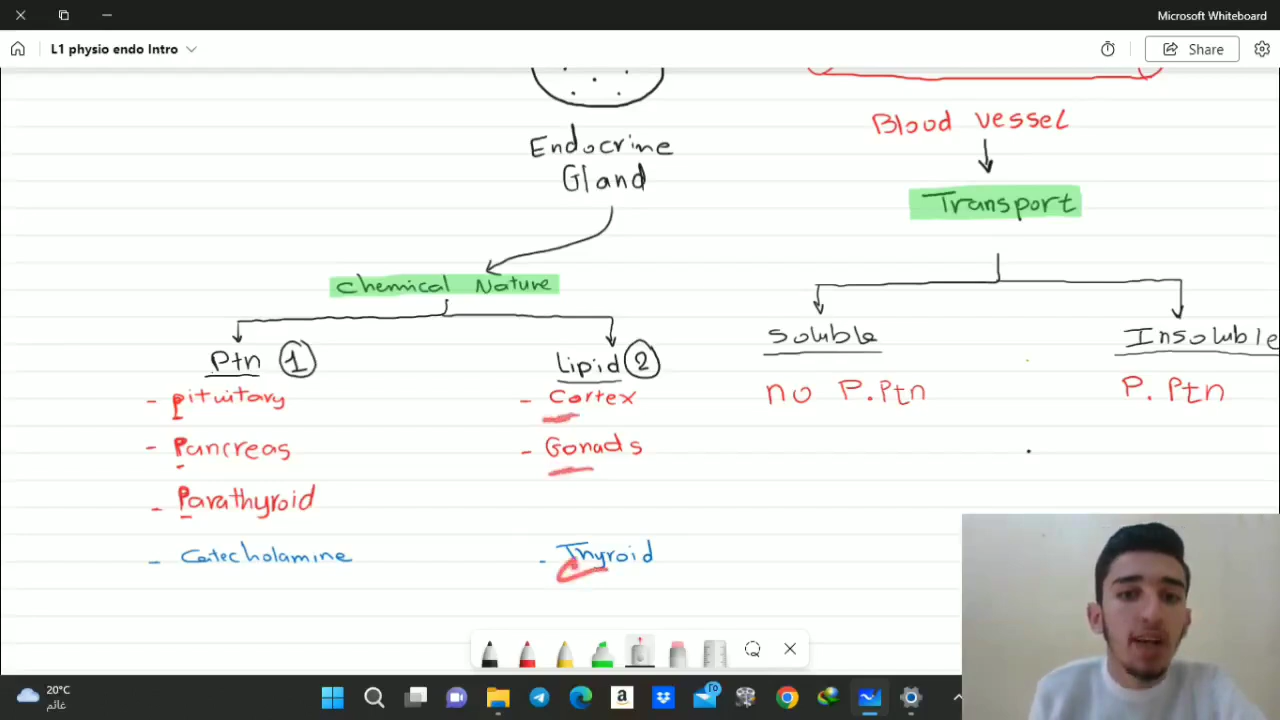 Microsoft Whiteboard
L1 physio endo Intro
Share
Blood vessel
Endocrine
Gland
Transport
Chemical Nature
Soluble
Insoluble
Ptn 1
Lipid 2
no P.Ptn
P. Ptn
- Pituitary
- Cortex
- Pancreas
- Gonads
- Parathyroid
- Catecholamine
- Thyroid
20°C
غائم